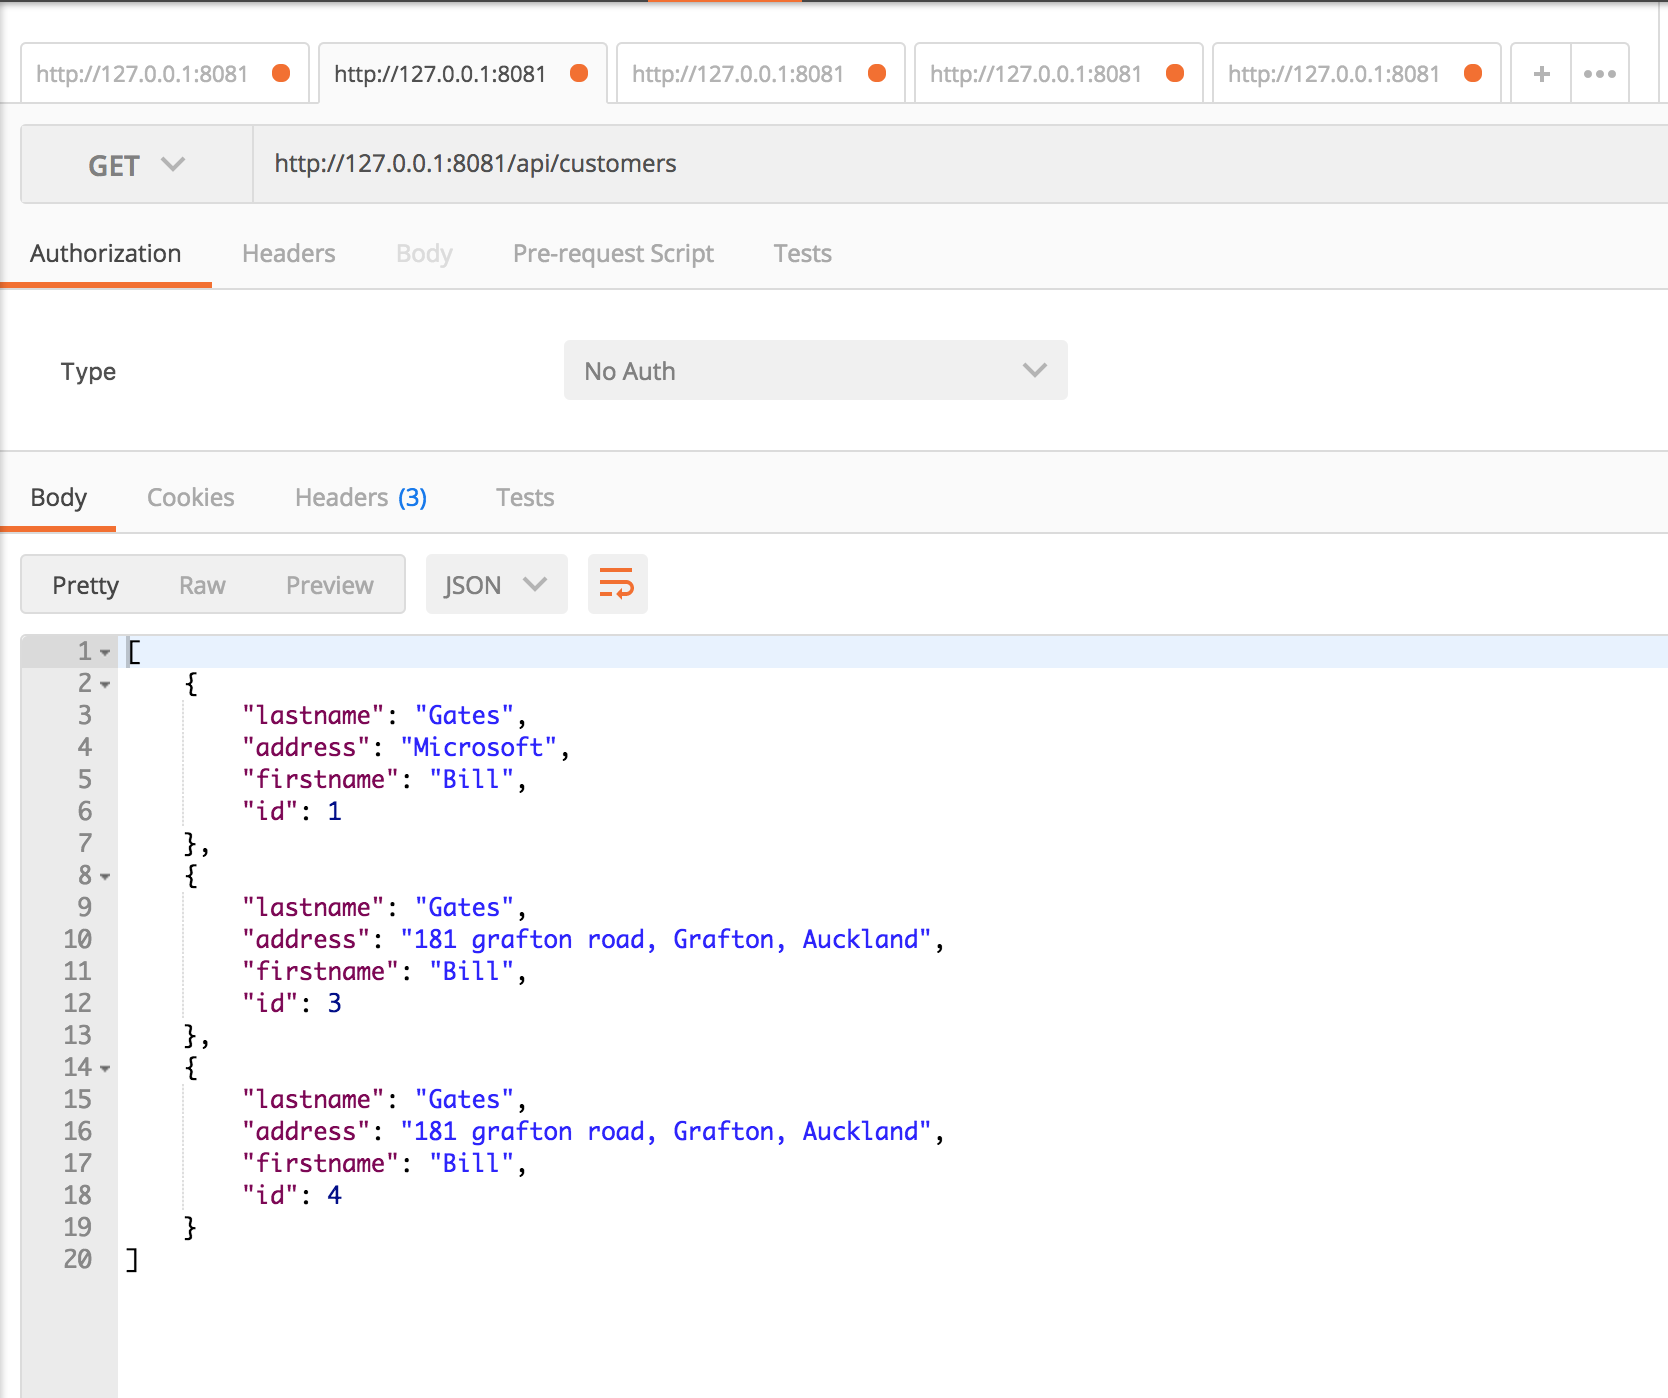 http://127.0.0.1:8081 http://127.0.0.1:8081 http://127.0.0.1:8081 http://127.0.0.1:8081 http://127.0.0.1:8081 + •••
GET http://127.0.0.1:8081/api/customers
Authorization Headers Body Pre-request Script Tests
Type No Auth
Body Cookies Headers (3) Tests
Pretty Raw Preview JSON
1 [
2 {
3 "lastname": "Gates",
4 "address": "Microsoft",
5 "firstname": "Bill",
6 "id": 1
7 },
8 {
9 "lastname": "Gates",
10 "address": "181 grafton road, Grafton, Auckland",
11 "firstname": "Bill",
12 "id": 3
13 },
14 {
15 "lastname": "Gates",
16 "address": "181 grafton road, Grafton, Auckland",
17 "firstname": "Bill",
18 "id": 4
19 }
20 ]